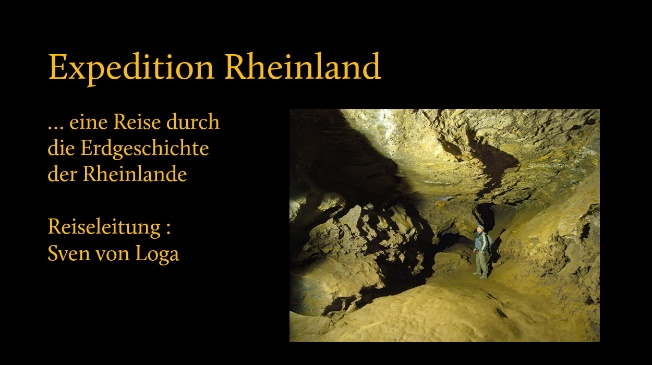 Expedition Rheinland
... eine Reise durch
die Erdgeschichte
der Rheinlande
Reiseleitung :
Sven von Loga